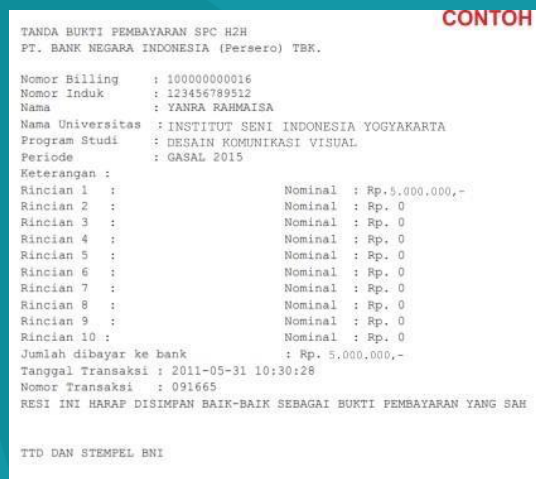 CONTOH
TANDA BUKTI PEMBAYARAN SPC H2H
PT. BANK NEGARA INDONESIA (Persero) TBK.
Nomor Billing : 100000000016
Nomor Induk : 123456789512
Nama : YANRA RAHMAISA
Nama Universitas : INSTITUT SENI INDONESIA YOGYAKARTA
Program Studi : DESAIN KOMUNIKASI VISUAL
Periode : GASAL 2015
Keterangan :
Rincian 1 : Nominal : Rp.5.000.000,-
Rincian 2 : Nominal : Rp. 0
Rincian 3 : Nominal : Rp. 0
Rincian 4 : Nominal : Rp. 0
Rincian 5 : Nominal : Rp. 0
Rincian 6 : Nominal : Rp. 0
Rincian 7 : Nominal : Rp. 0
Rincian 8 : Nominal : Rp. 0
Rincian 9 : Nominal : Rp. 0
Rincian 10 : Nominal : Rp. 0
Jumlah dibayar ke bank : Rp. 5.000.000,-
Tanggal Transaksi : 2011-05-31 10:30:28
Nomor Transaksi : 091665
RESI INI HARAP DISIMPAN BAIK-BAIK SEBAGAI BUKTI PEMBAYARAN YANG SAH
TTD DAN STEMPEL BNI